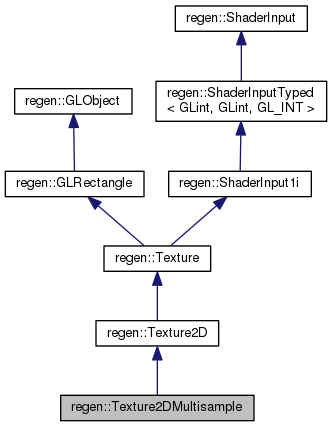 regen::ShaderInput
regen::ShaderInputTyped
< GLint, GLint, GL_INT >
regen::GLObject
regen::GLRectangle
regen::ShaderInput1i
regen::Texture
regen::Texture2D
regen::Texture2DMultisample